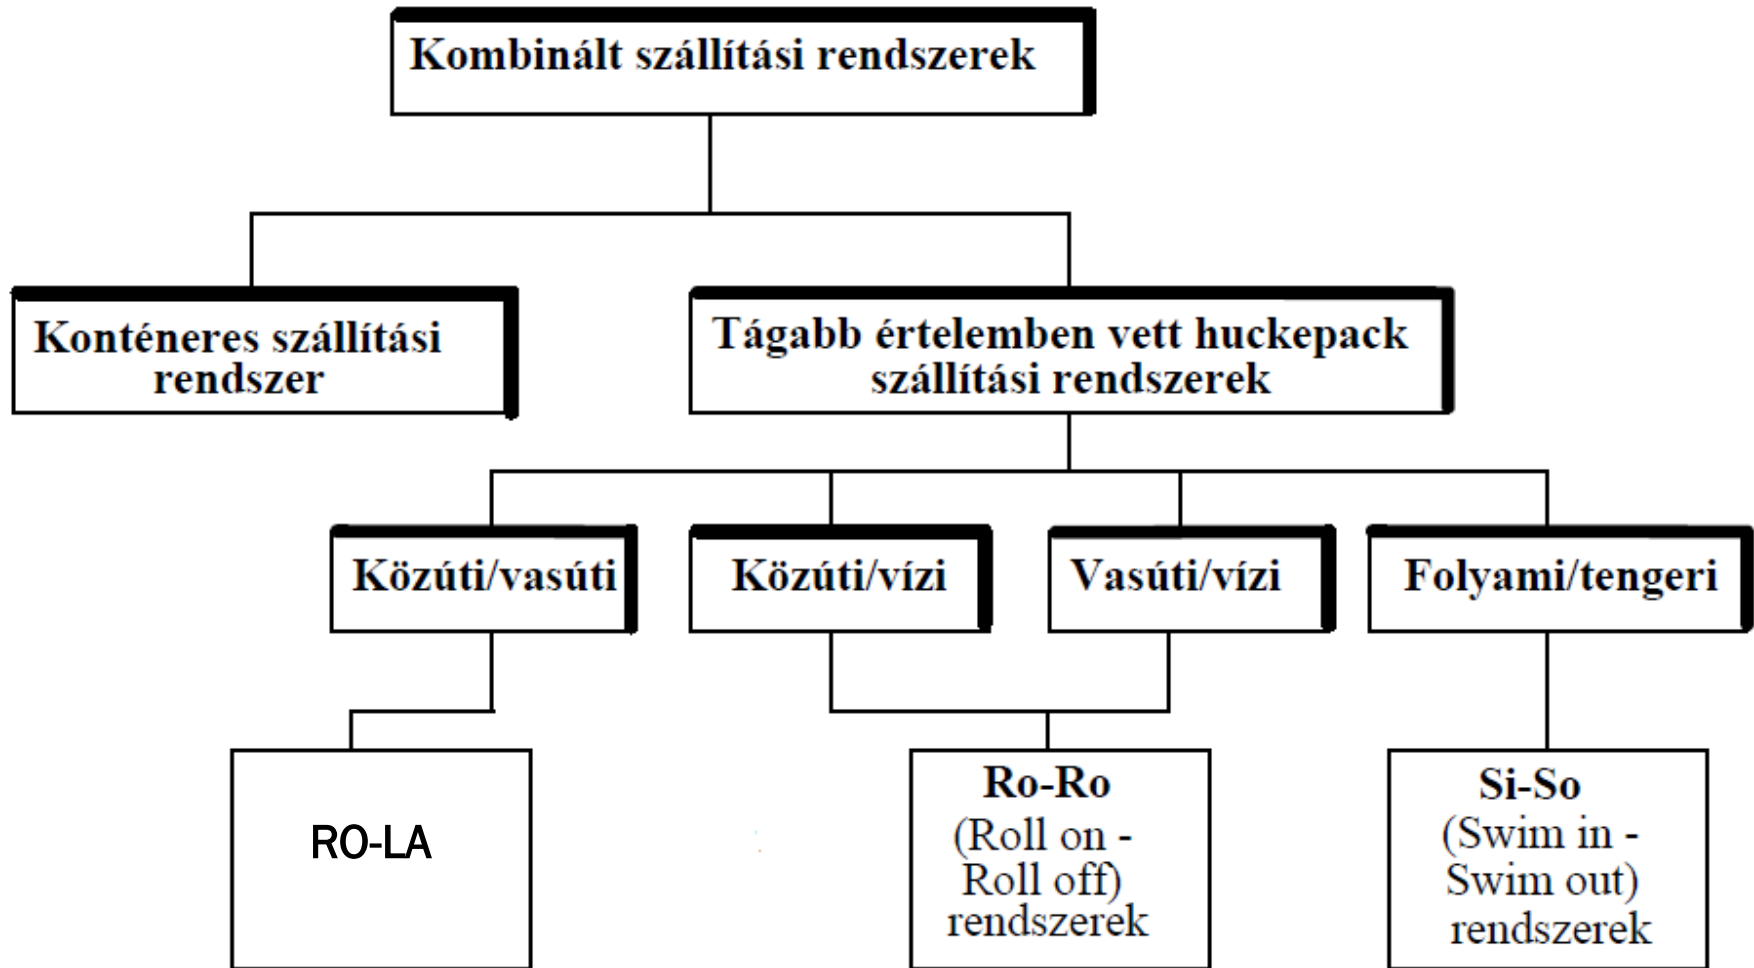 Kombinált szállítási rendszerek
Konténeres szállítási
rendszer
Tágabb értelemben vett huckepack
szállítási rendszerek
Közúti/vasúti
Közúti/vízi
Vasúti/vízi
Folyami/tengeri
RO-LA
Ro-Ro
(Roll on -
Roll off)
rendszerek
Si-So
(Swim in -
Swim out)
rendszerek